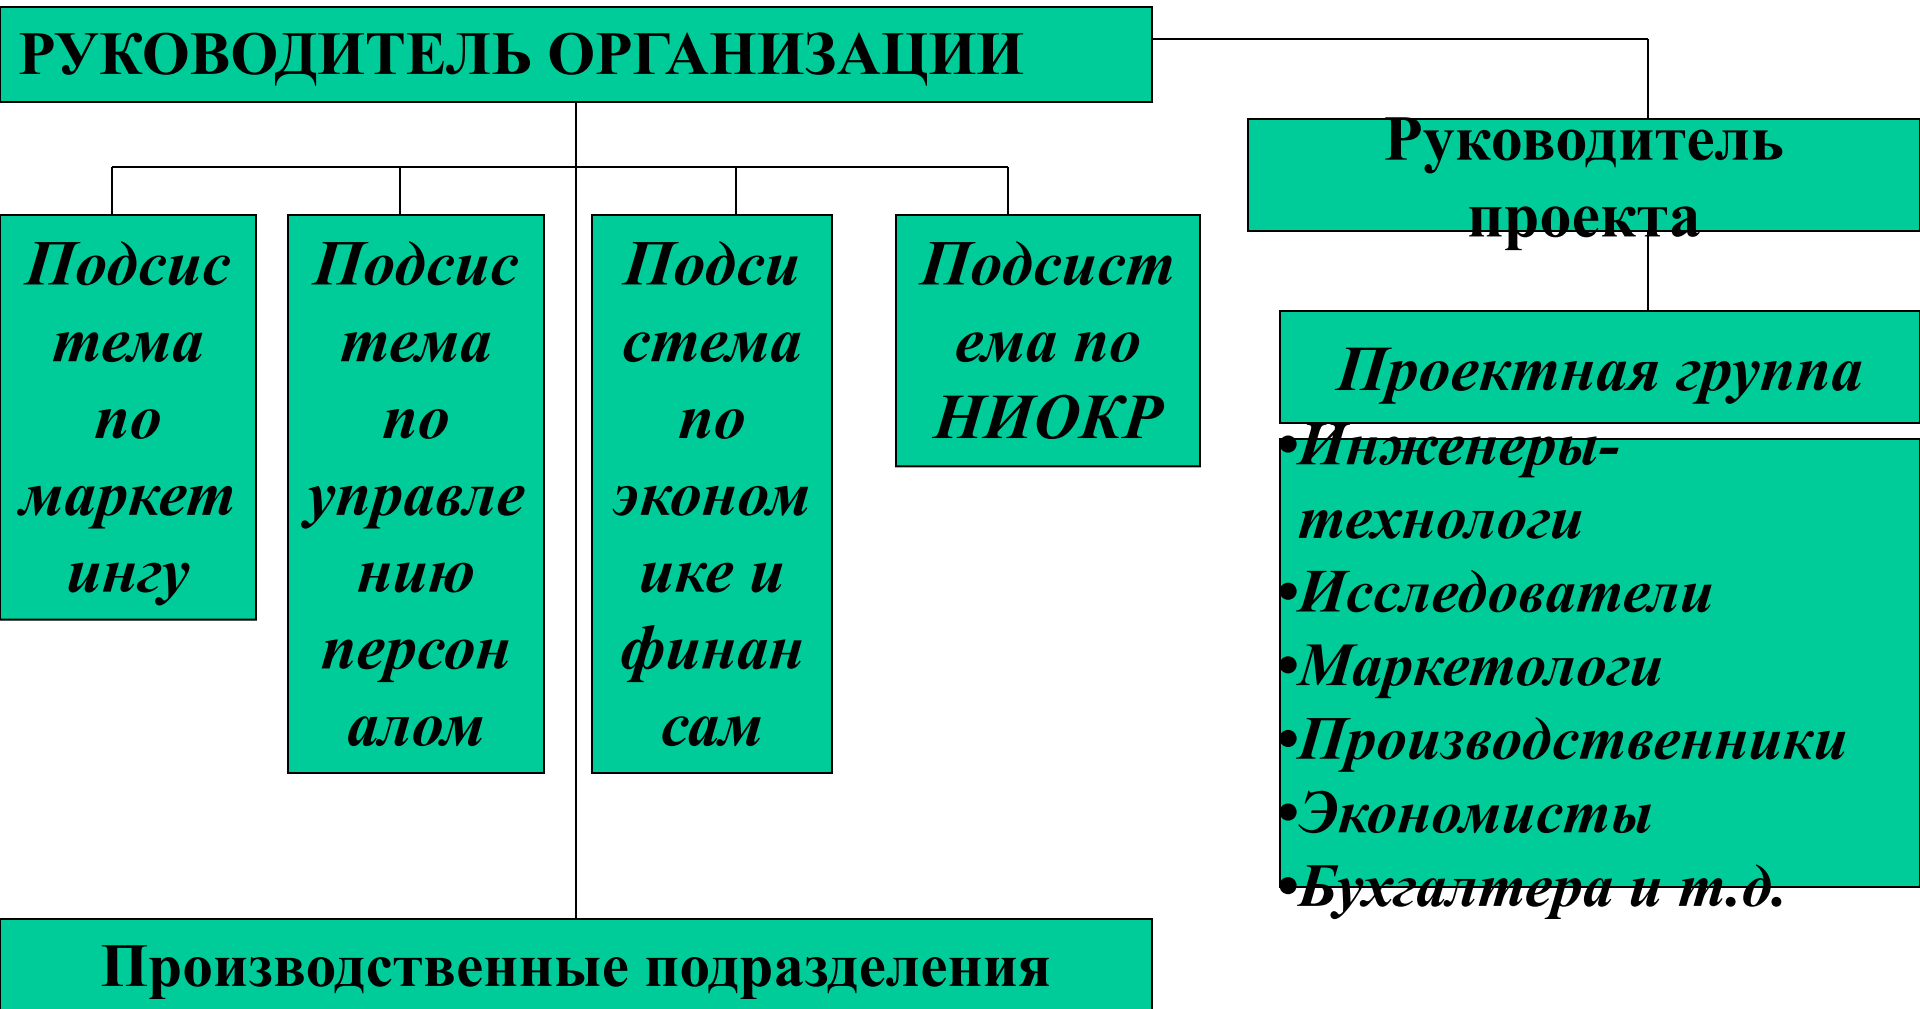 РУКОВОДИТЕЛЬ ОРГАНИЗАЦИИ
Руководитель
проекта
Подсис
тема
по
маркет
ингу
Подсис
тема
по
управле
нию
персон
алом
Подси
стема
по
эконом
ике и
финан
сам
Подсист
ема по
НИОКР
Проектная группа
•Инженеры-
технологи
•Исследователи
•Маркетологи
•Производственники
•Экономисты
•Бухгалтера и т.д.
Производственные подразделения